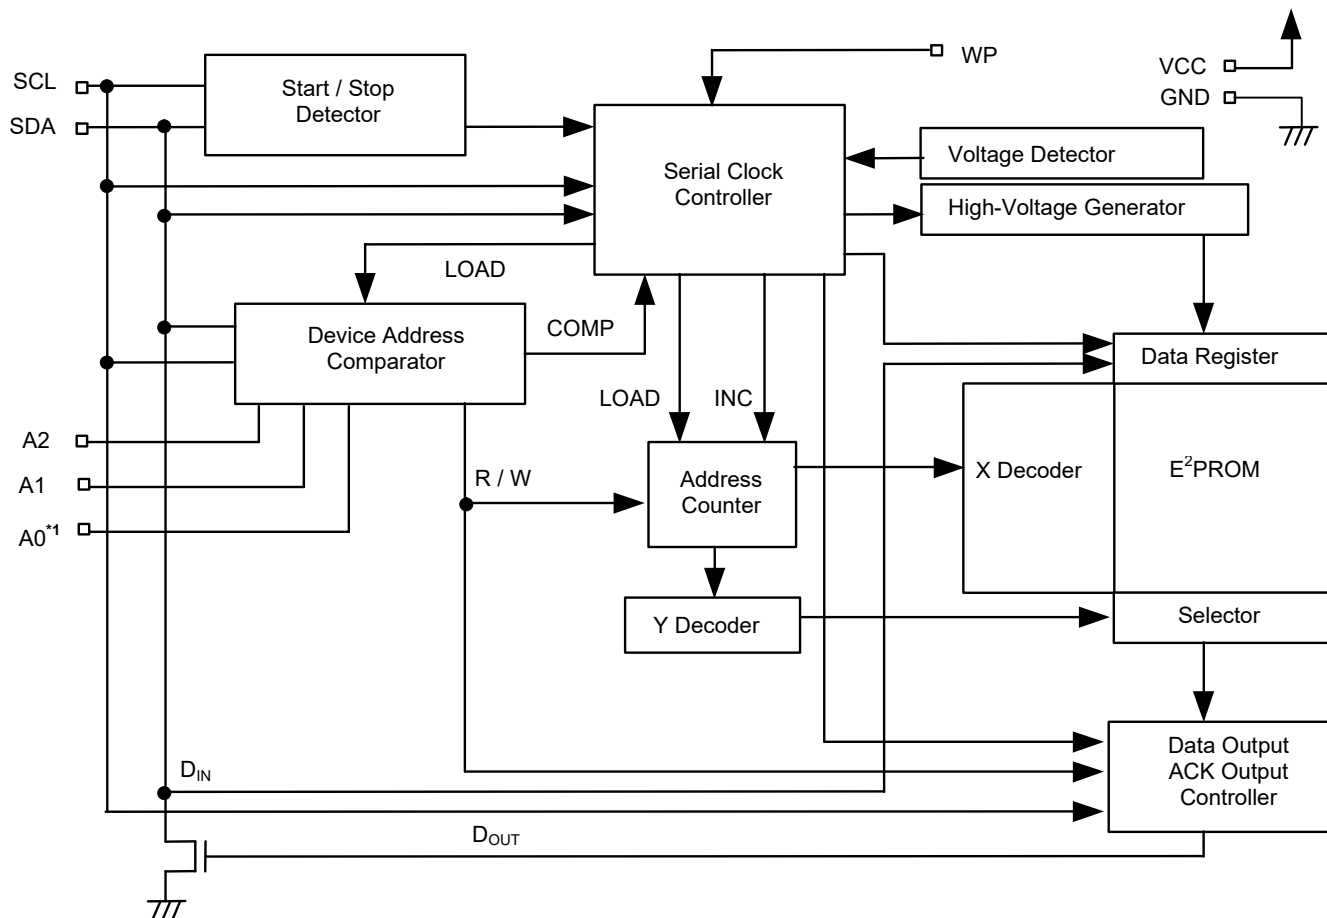 SCL
SDA
Start / Stop
Detector
WP
VCC
GND
Serial Clock
Controller
Voltage Detector
High-Voltage Generator
LOAD
Device Address
Comparator
COMP
Data Register
LOAD
INC
A2
A1
A0*1
R / W
Address
Counter
X Decoder
E²PROM
Y Decoder
Selector
DIN
Data Output
ACK Output
Controller
DOUT